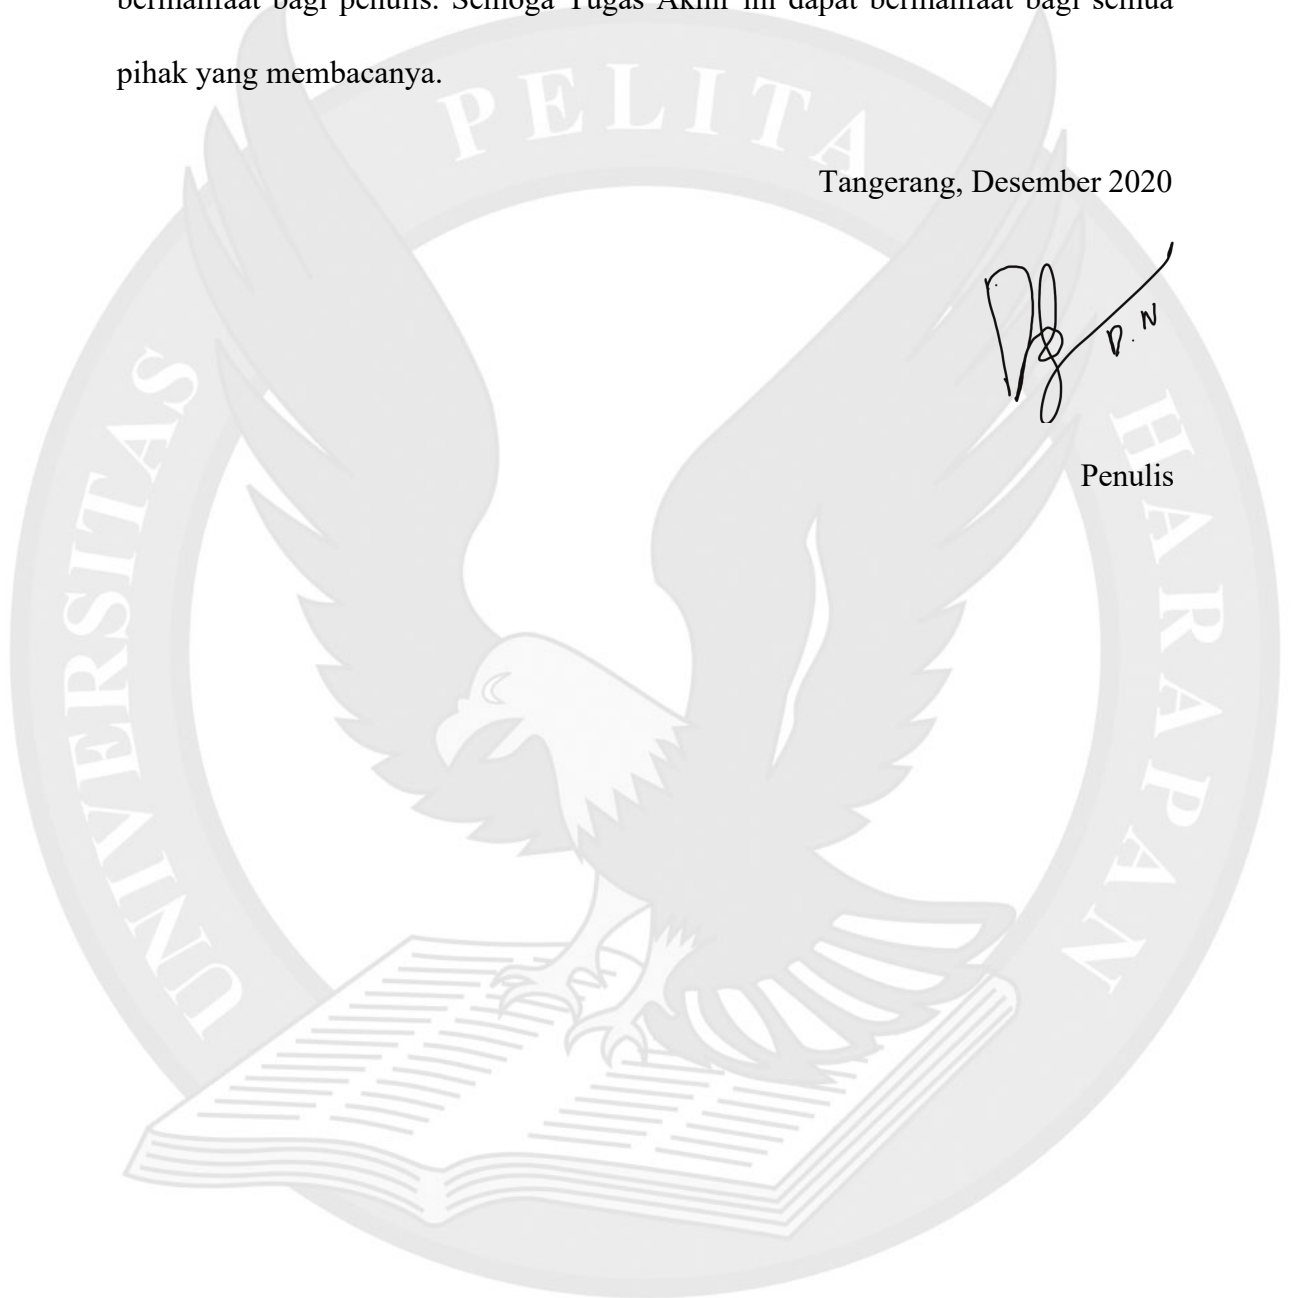 bermanfaat bagi penulis. Semoga Tugas Akhir ini dapat bermanfaat bagi semua
pihak yang membacanya.
Tangerang, Desember 2020
D. N
Penulis
UNIVERSITAS PELITA HARAPAN